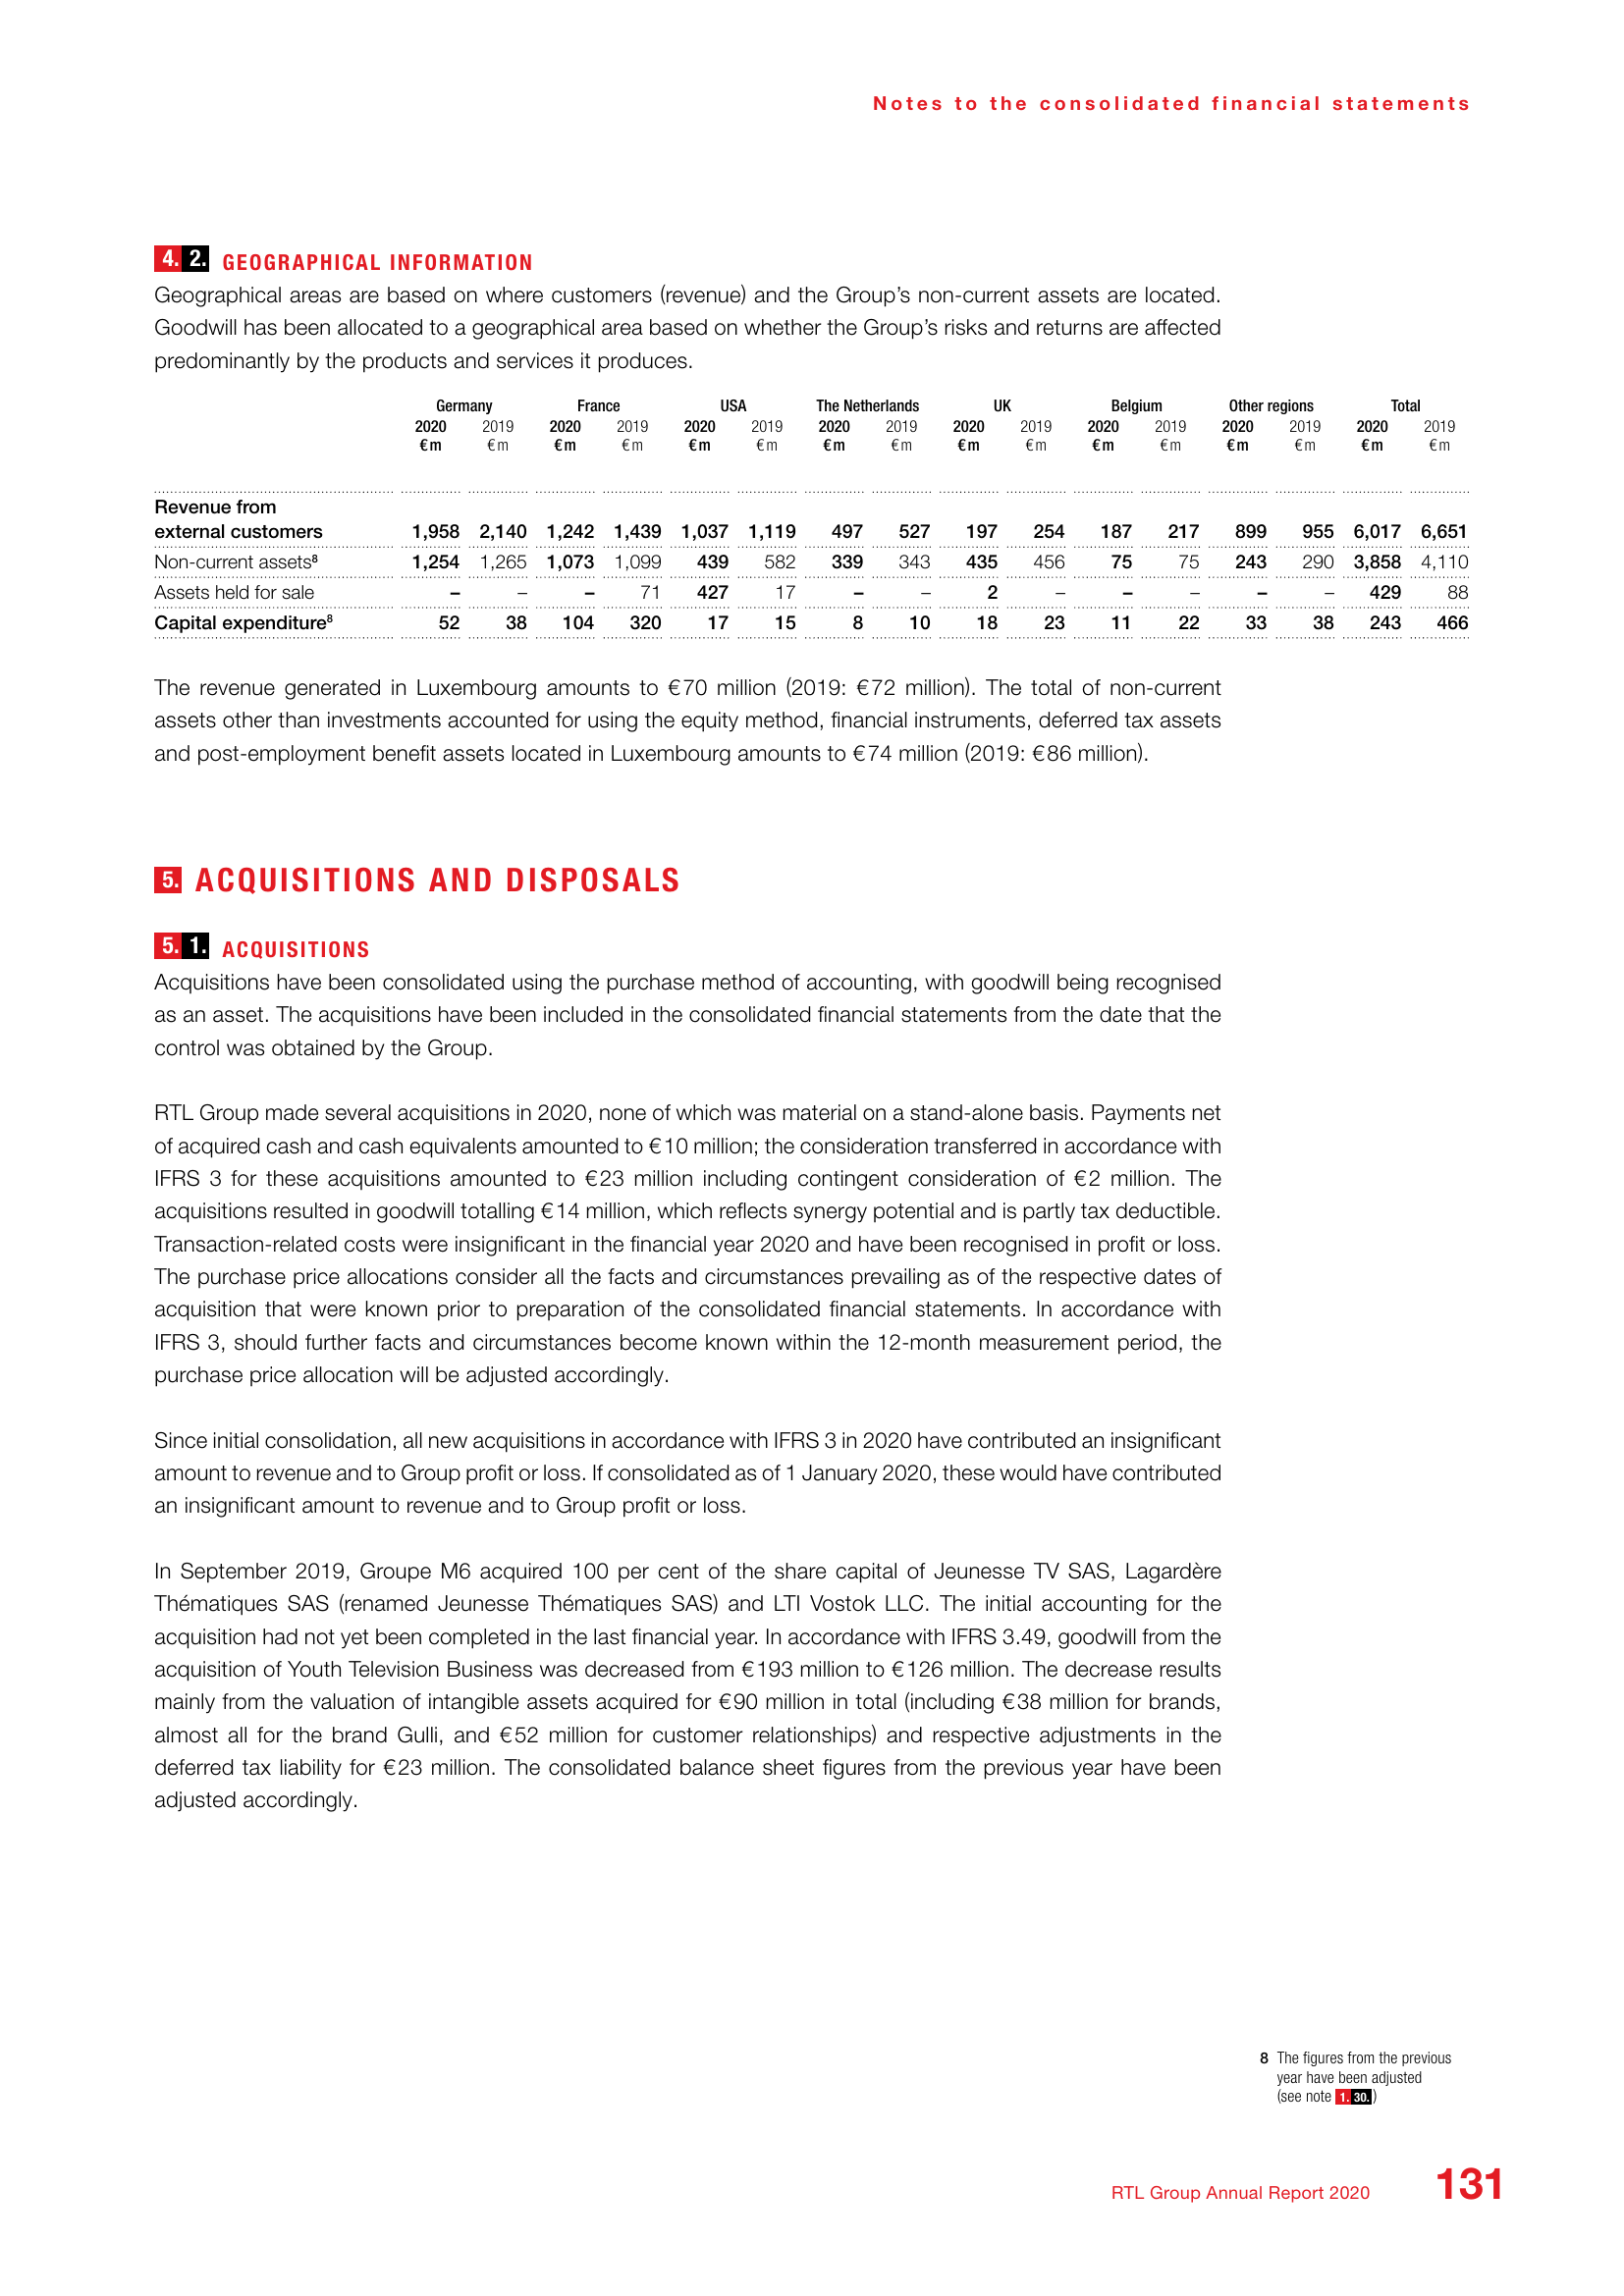 Notes to the consolidated financial statements
4. 2. GEOGRAPHICAL INFORMATION
Geographical areas are based on where customers (revenue) and the Group’s non-current assets are located.
Goodwill has been allocated to a geographical area based on whether the Group’s risks and returns are affected
predominantly by the products and services it produces.
Germany France USA The Netherlands UK Belgium Other regions Total
2020 2019 2020 2019 2020 2019 2020 2019 2020 2019 2020 2019 2020 2019 2020 2019
€m €m €m €m €m €m €m €m €m €m €m €m €m €m €m €m
Revenue from
external customers 1,958 2,140 1,242 1,439 1,037 1,119 497 527 197 254 187 217 899 955 6,017 6,651
Non-current assets⁸ 1,254 1,265 1,073 1,099 439 582 339 343 435 456 75 75 243 290 3,858 4,110
Assets held for sale – – – 71 427 17 – – 2 – – – – – 429 88
Capital expenditure⁸ 52 38 104 320 17 15 8 10 18 23 11 22 33 38 243 466
The revenue generated in Luxembourg amounts to €70 million (2019: €72 million). The total of non-current
assets other than investments accounted for using the equity method, financial instruments, deferred tax assets
and post-employment benefit assets located in Luxembourg amounts to €74 million (2019: €86 million).
5. ACQUISITIONS AND DISPOSALS
5. 1. ACQUISITIONS
Acquisitions have been consolidated using the purchase method of accounting, with goodwill being recognised
as an asset. The acquisitions have been included in the consolidated financial statements from the date that the
control was obtained by the Group.
RTL Group made several acquisitions in 2020, none of which was material on a stand-alone basis. Payments net
of acquired cash and cash equivalents amounted to €10 million; the consideration transferred in accordance with
IFRS 3 for these acquisitions amounted to €23 million including contingent consideration of €2 million. The
acquisitions resulted in goodwill totalling €14 million, which reflects synergy potential and is partly tax deductible.
Transaction-related costs were insignificant in the financial year 2020 and have been recognised in profit or loss.
The purchase price allocations consider all the facts and circumstances prevailing as of the respective dates of
acquisition that were known prior to preparation of the consolidated financial statements. In accordance with
IFRS 3, should further facts and circumstances become known within the 12-month measurement period, the
purchase price allocation will be adjusted accordingly.
Since initial consolidation, all new acquisitions in accordance with IFRS 3 in 2020 have contributed an insignificant
amount to revenue and to Group profit or loss. If consolidated as of 1 January 2020, these would have contributed
an insignificant amount to revenue and to Group profit or loss.
In September 2019, Groupe M6 acquired 100 per cent of the share capital of Jeunesse TV SAS, Lagardère
Thématiques SAS (renamed Jeunesse Thématiques SAS) and LTI Vostok LLC. The initial accounting for the
acquisition had not yet been completed in the last financial year. In accordance with IFRS 3.49, goodwill from the
acquisition of Youth Television Business was decreased from €193 million to €126 million. The decrease results
mainly from the valuation of intangible assets acquired for €90 million in total (including €38 million for brands,
almost all for the brand Gulli, and €52 million for customer relationships) and respective adjustments in the
deferred tax liability for €23 million. The consolidated balance sheet figures from the previous year have been
adjusted accordingly.
8 The figures from the previous
year have been adjusted
(see note 1. 30.)
RTL Group Annual Report 2020 131